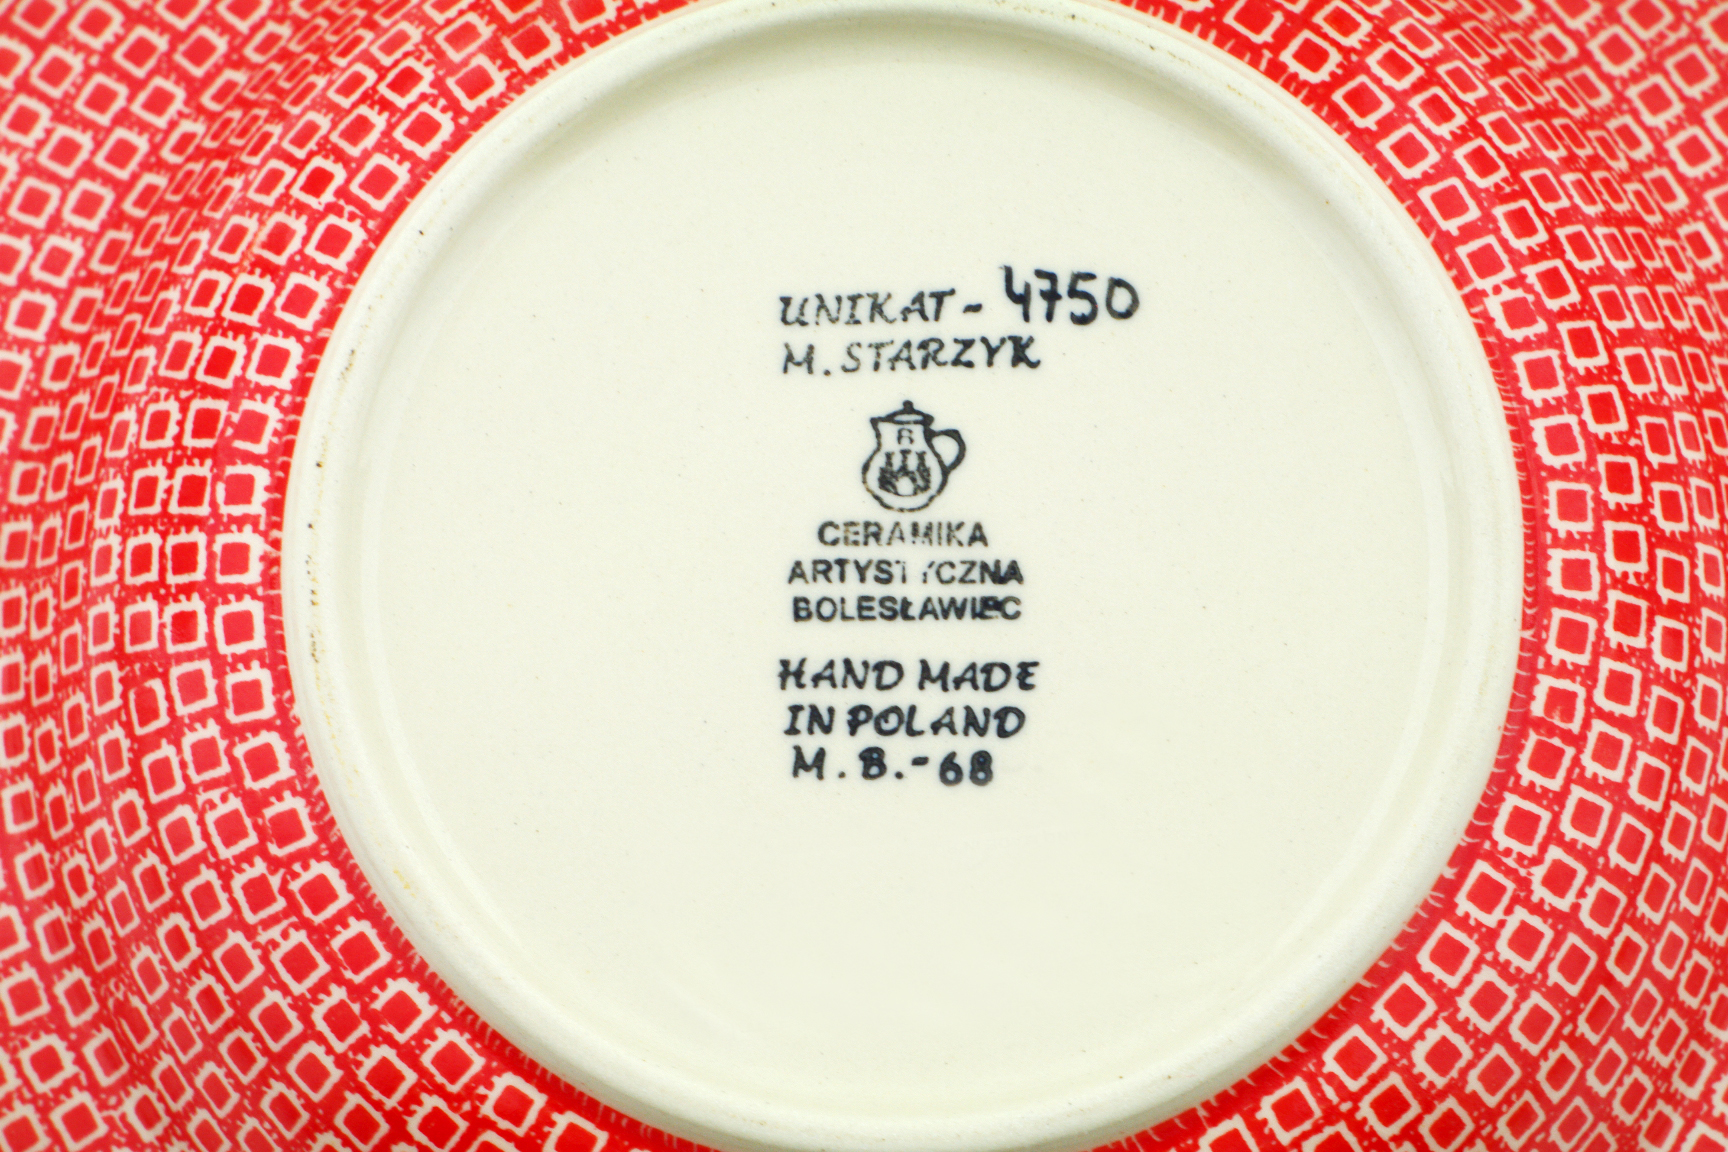 UNIKAT - 4750
M. STARZYK
B
CERAMIKA
ARTYSTYCZNA
BOLESŁAWIEC
HAND MADE
IN POLAND
M. B. - 68